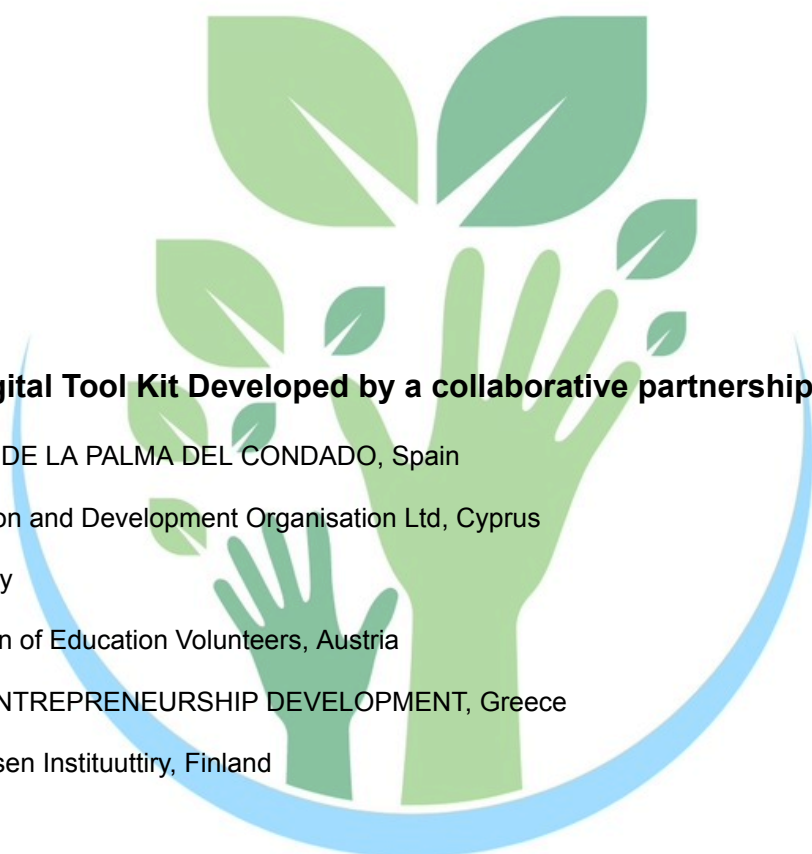 gital Tool Kit Developed by a collaborative partnership
DE LA PALMA DEL CONDADO, Spain
on and Development Organisation Ltd, Cyprus
y
n of Education Volunteers, Austria
NTREPRENEURSHIP DEVELOPMENT, Greece
sen Instituuttiry, Finland